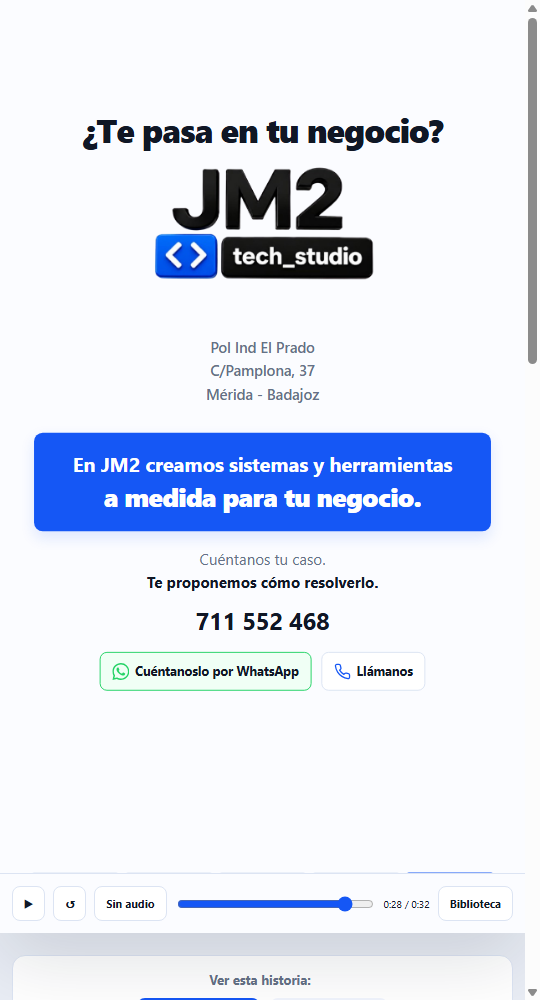 ¿Te pasa en tu negocio?
JM2
<> tech_studio
Pol Ind El Prado
C/Pamplona, 37
Mérida - Badajoz
En JM2 creamos sistemas y herramientas
a medida para tu negocio.
Cuéntanos tu caso.
Te proponemos cómo resolverlo.
711 552 468
Cuéntanoslo por WhatsApp Llámanos
Sin audio 0:28 / 0:32 Biblioteca
Ver esta historia: